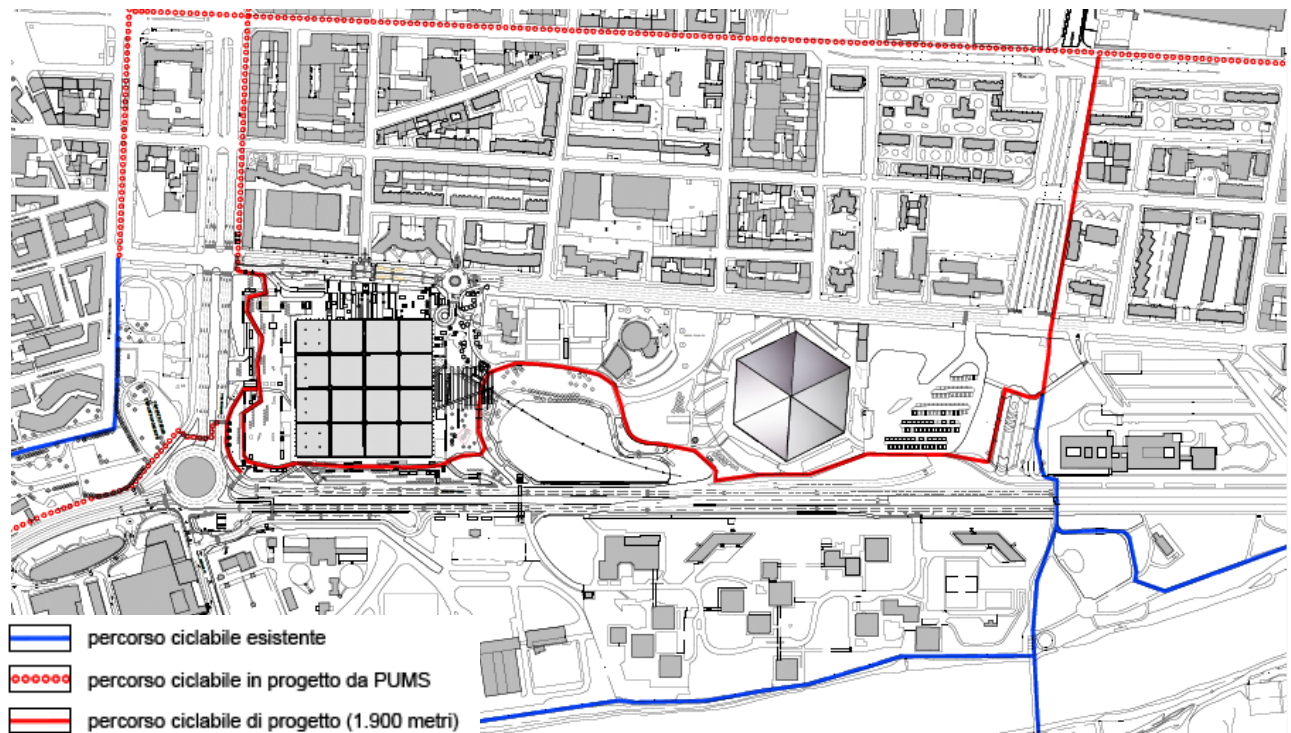 percorso ciclabile esistente
percorso ciclabile in progetto da PUMS
percorso ciclabile di progetto (1.900 metri)